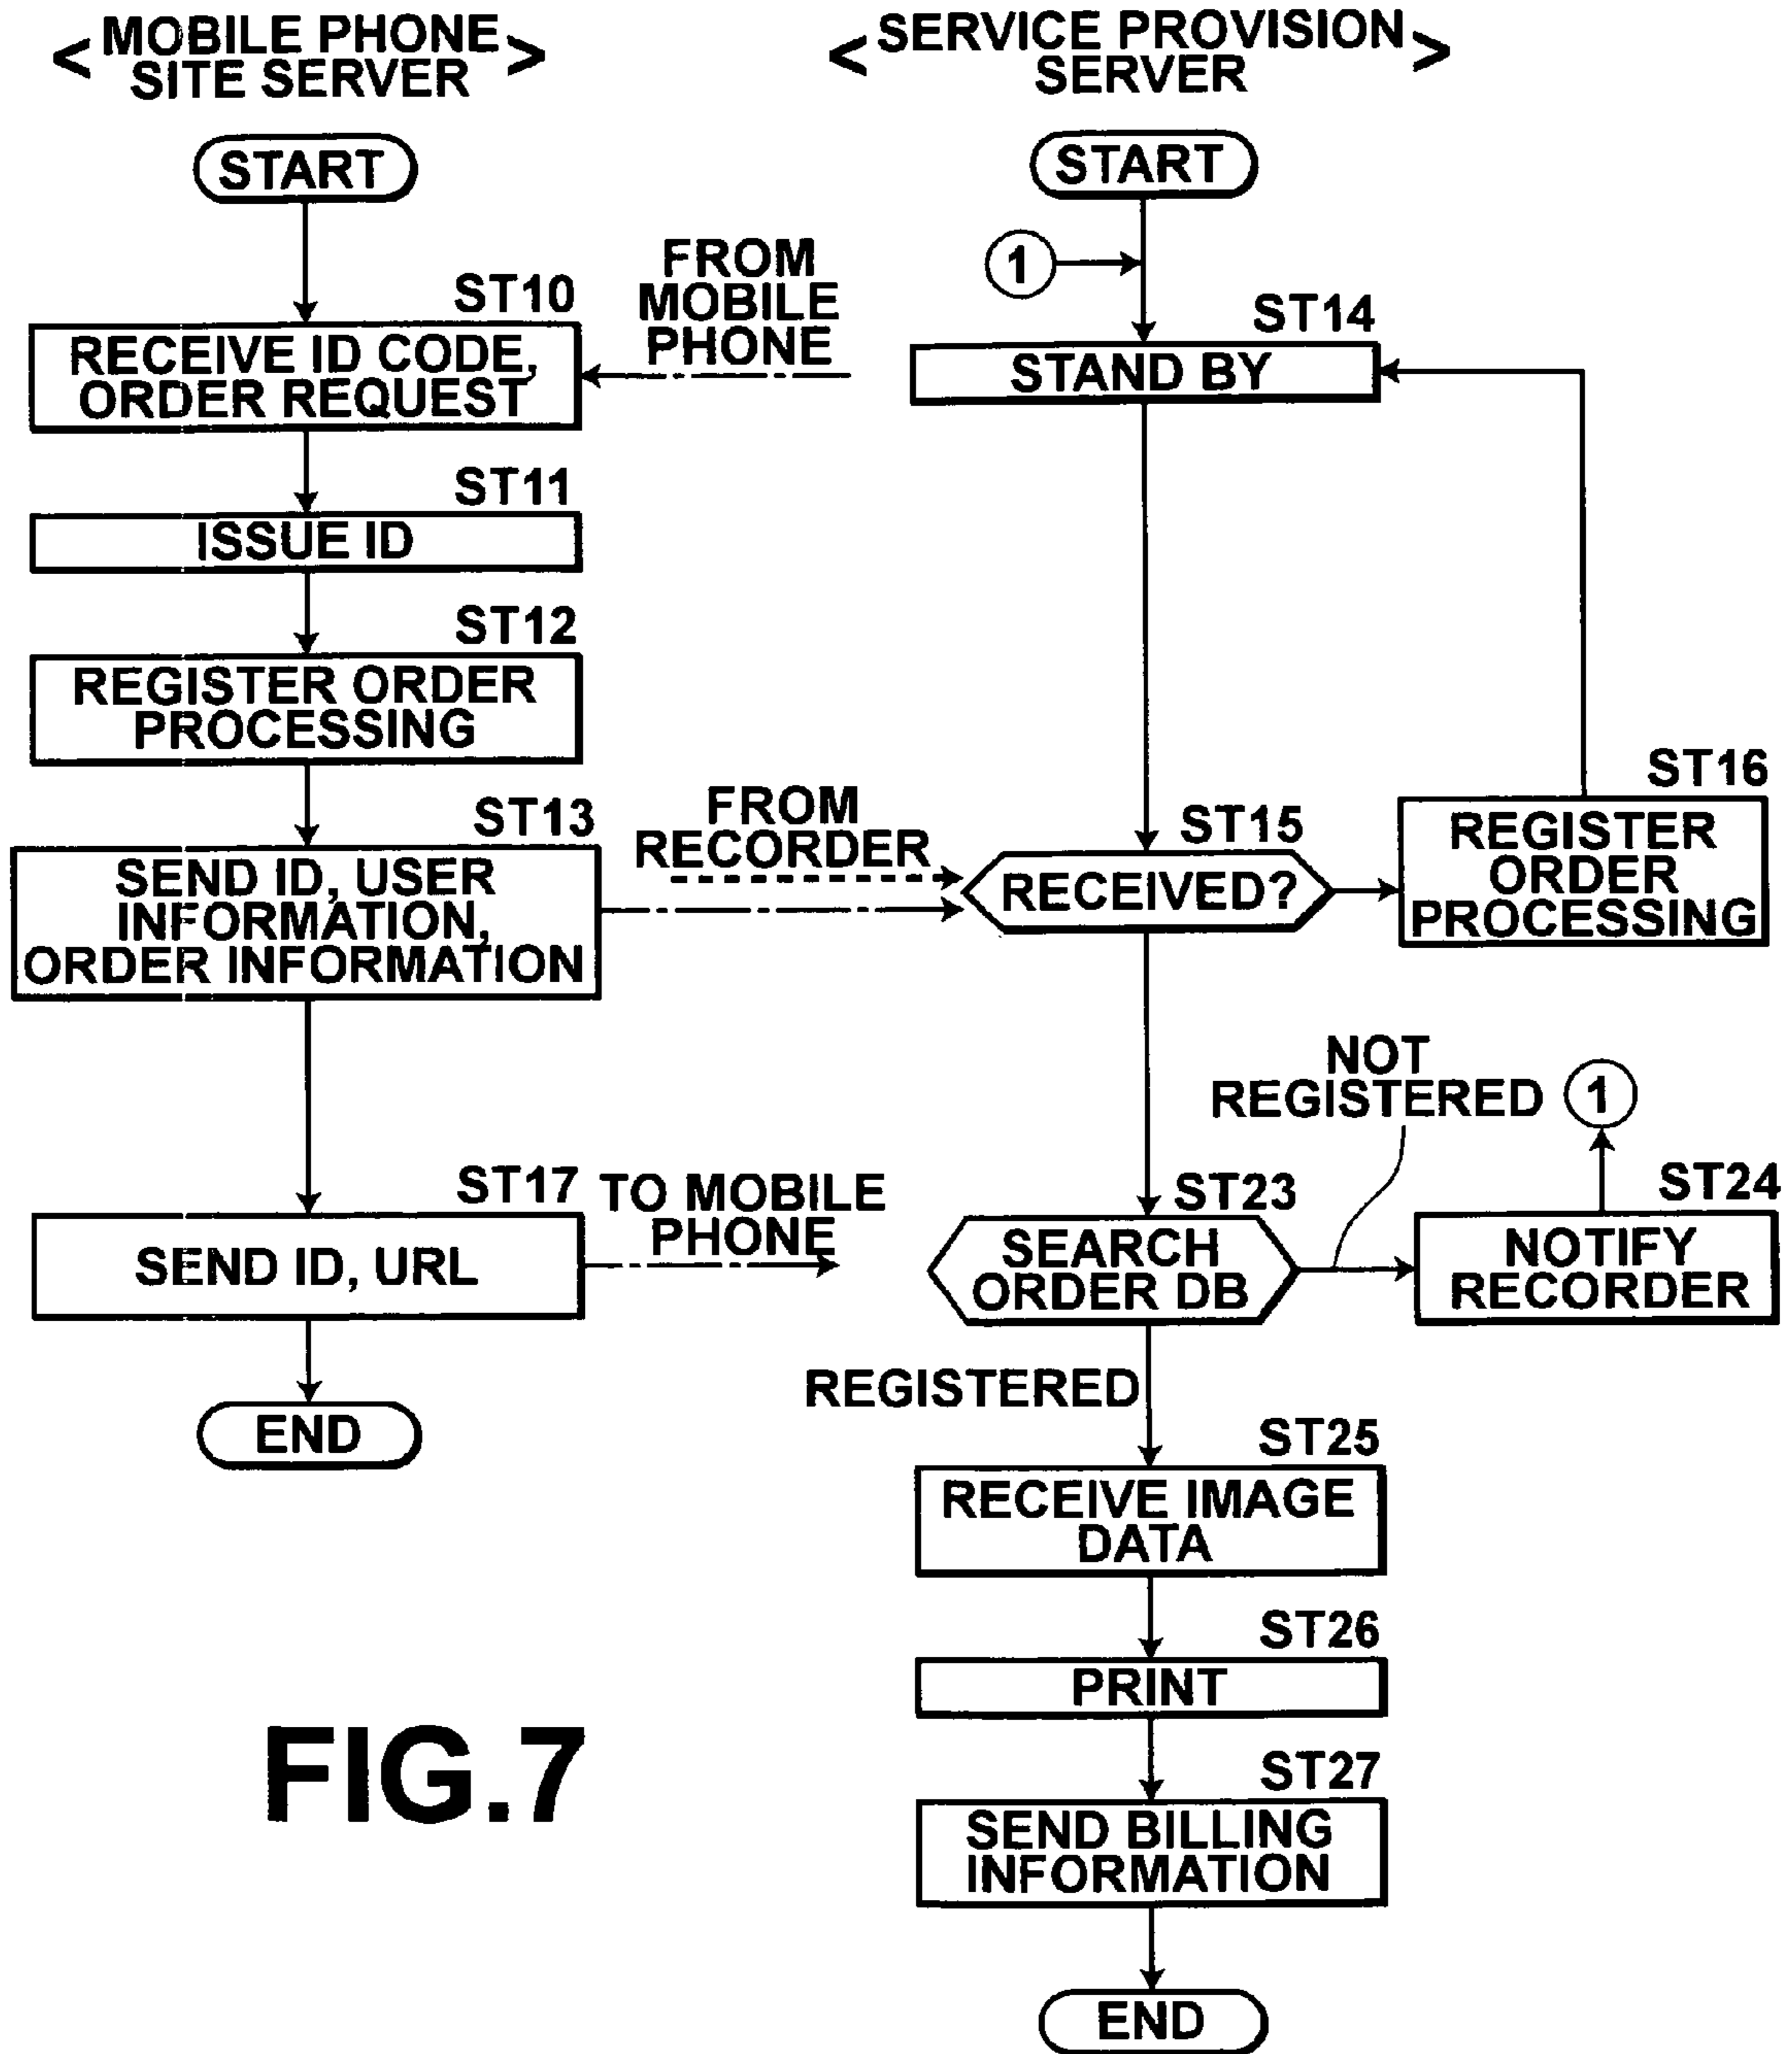 < MOBILE PHONE SITE SERVER >
START
ST10
RECEIVE ID CODE,
ORDER REQUEST
FROM
MOBILE
PHONE
ST11
ISSUE ID
ST12
REGISTER ORDER
PROCESSING
ST13
SEND ID, USER
INFORMATION,
ORDER INFORMATION
ST17
SEND ID, URL
TO MOBILE
PHONE
END
< SERVICE PROVISION SERVER >
START
1
ST14
STAND BY
FROM
RECORDER
ST15
RECEIVED?
ST16
REGISTER
ORDER
PROCESSING
ST23
SEARCH
ORDER DB
NOT
REGISTERED
1
ST24
NOTIFY
RECORDER
REGISTERED
ST25
RECEIVE IMAGE
DATA
ST26
PRINT
ST27
SEND BILLING
INFORMATION
END
FIG.7